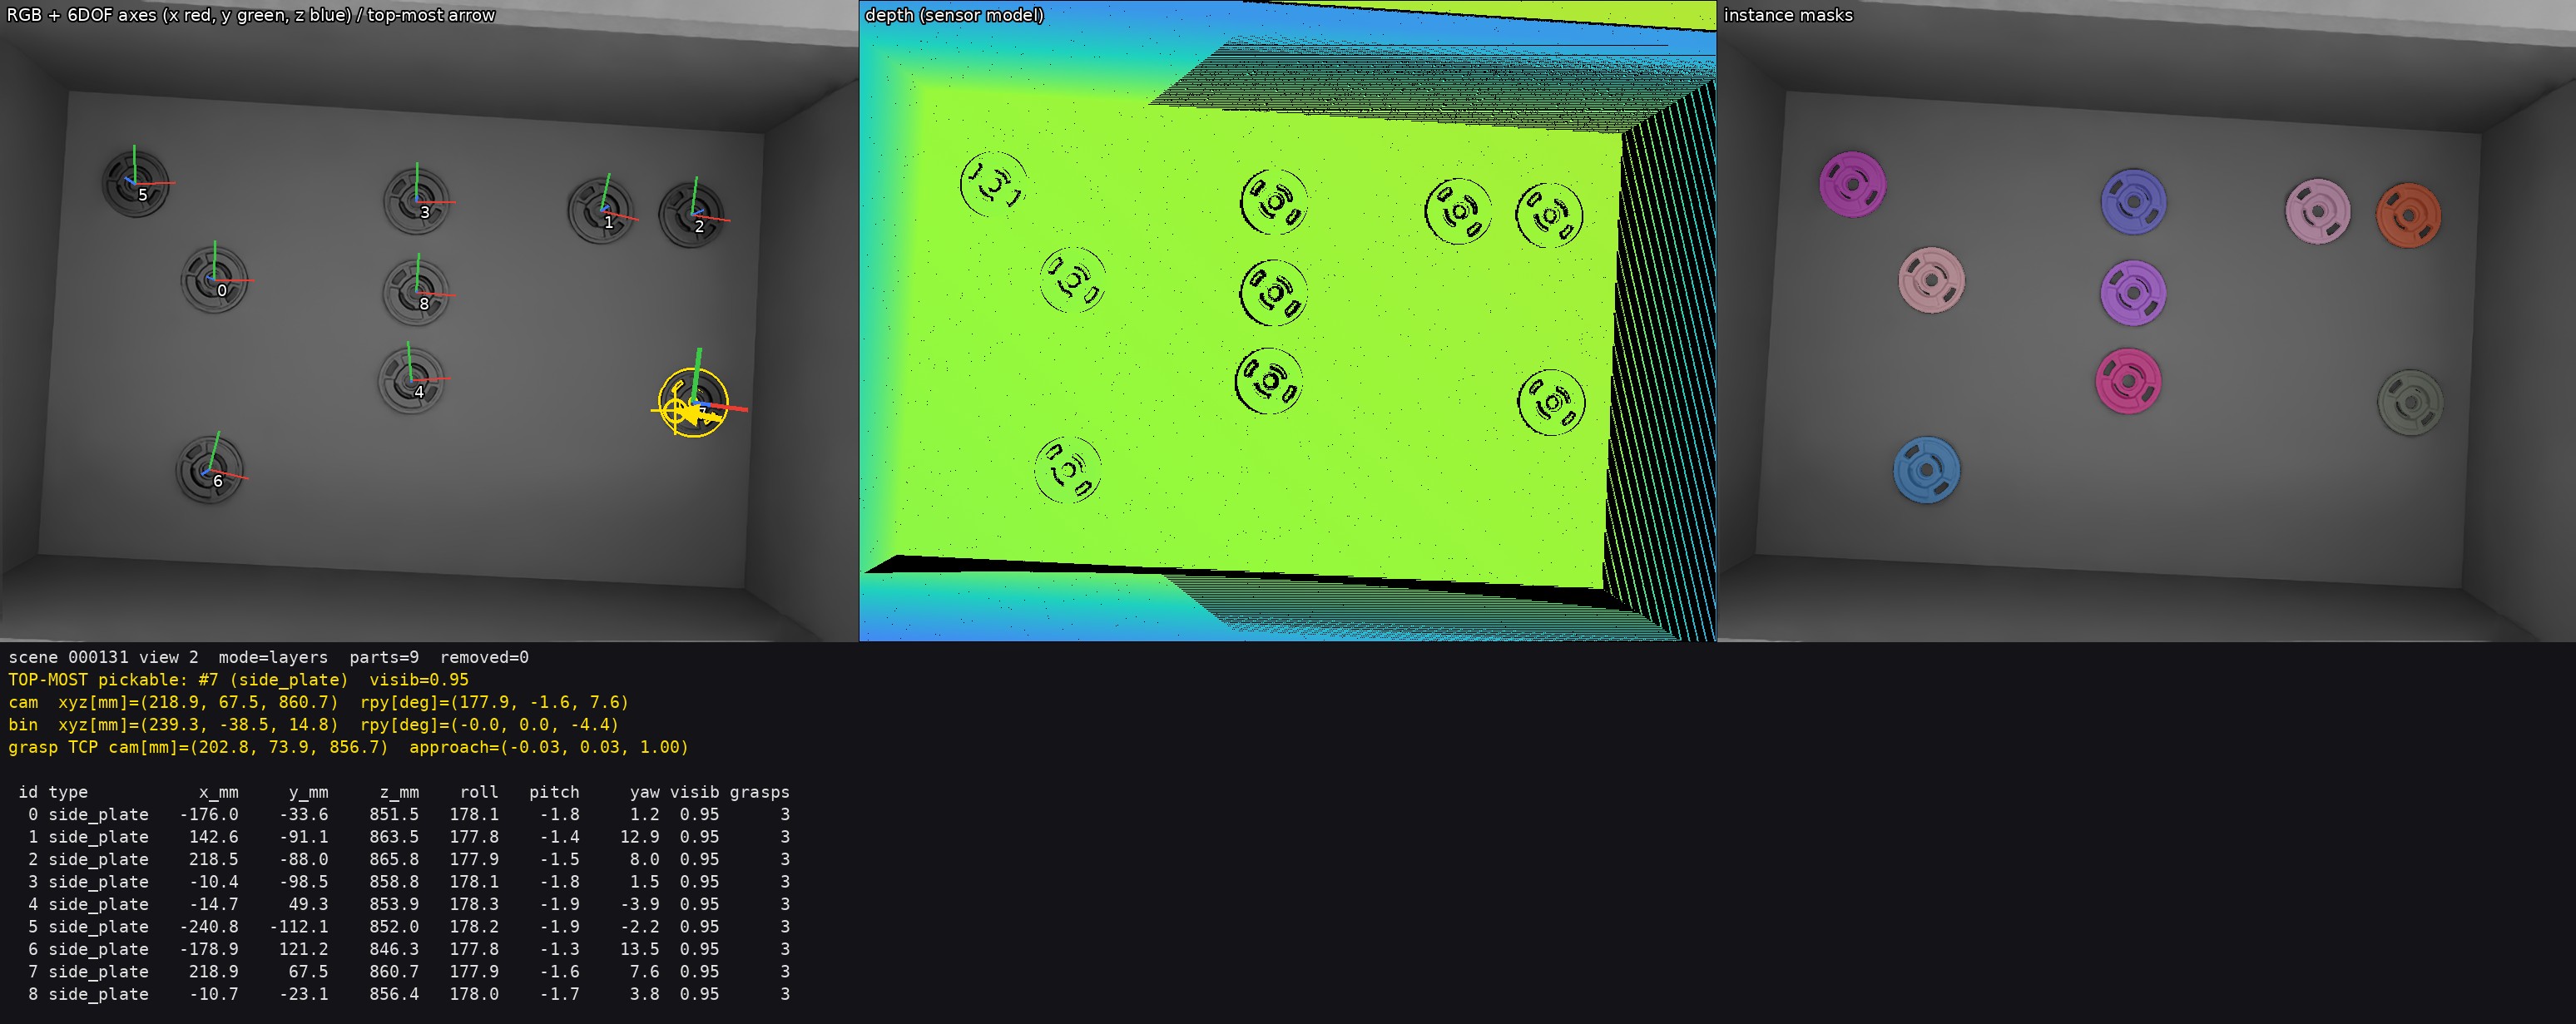 RGB + 6DOF axes (x red, y green, z blue) / top-most arrow
depth (sensor model)
instance masks
5
3
1
2
0
8
4
7
6
scene 000131 view 2  mode=layers  parts=9  removed=0
TOP-MOST pickable: #7 (side_plate)  visib=0.95
cam  xyz[mm]=(218.9, 67.5, 860.7)  rpy[deg]=(177.9, -1.6, 7.6)
bin  xyz[mm]=(239.3, -38.5, 14.8)  rpy[deg]=(-0.0, 0.0, -4.4)
grasp TCP cam[mm]=(202.8, 73.9, 856.7)  approach=(-0.03, 0.03, 1.00)
id type x_mm y_mm z_mm roll pitch yaw visib grasps
0 side_plate -176.0 -33.6 851.5 178.1 -1.8 1.2 0.95 3
1 side_plate 142.6 -91.1 863.5 177.8 -1.4 12.9 0.95 3
2 side_plate 218.5 -88.0 865.8 177.9 -1.5 8.0 0.95 3
3 side_plate -10.4 -98.5 858.8 178.1 -1.8 1.5 0.95 3
4 side_plate -14.7 49.3 853.9 178.3 -1.9 -3.9 0.95 3
5 side_plate -240.8 -112.1 852.0 178.2 -1.9 -2.2 0.95 3
6 side_plate -178.9 121.2 846.3 177.8 -1.3 13.5 0.95 3
7 side_plate 218.9 67.5 860.7 177.9 -1.6 7.6 0.95 3
8 side_plate -10.7 -23.1 856.4 178.0 -1.7 3.8 0.95 3